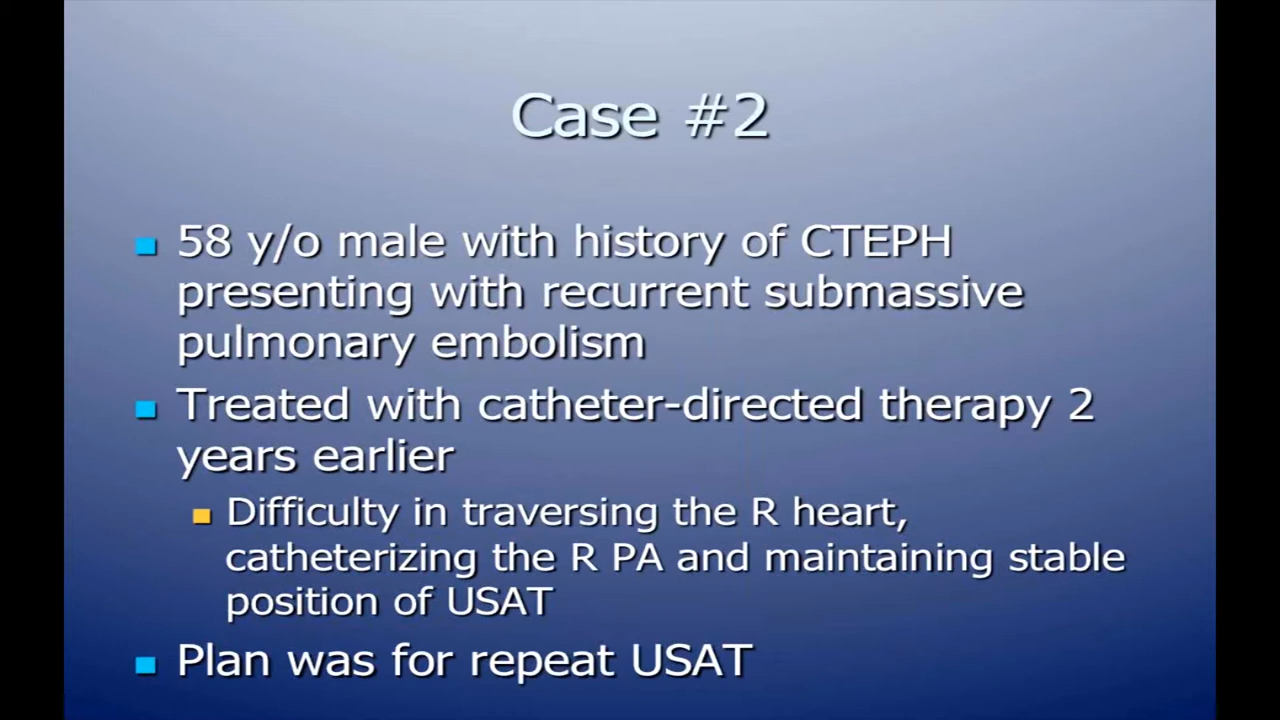 Case #2
58 y/o male with history of CTEPH
presenting with recurrent submassive
pulmonary embolism
Treated with catheter-directed therapy 2
years earlier
Difficulty in traversing the R heart,
catheterizing the R PA and maintaining stable
position of USAT
Plan was for repeat USAT